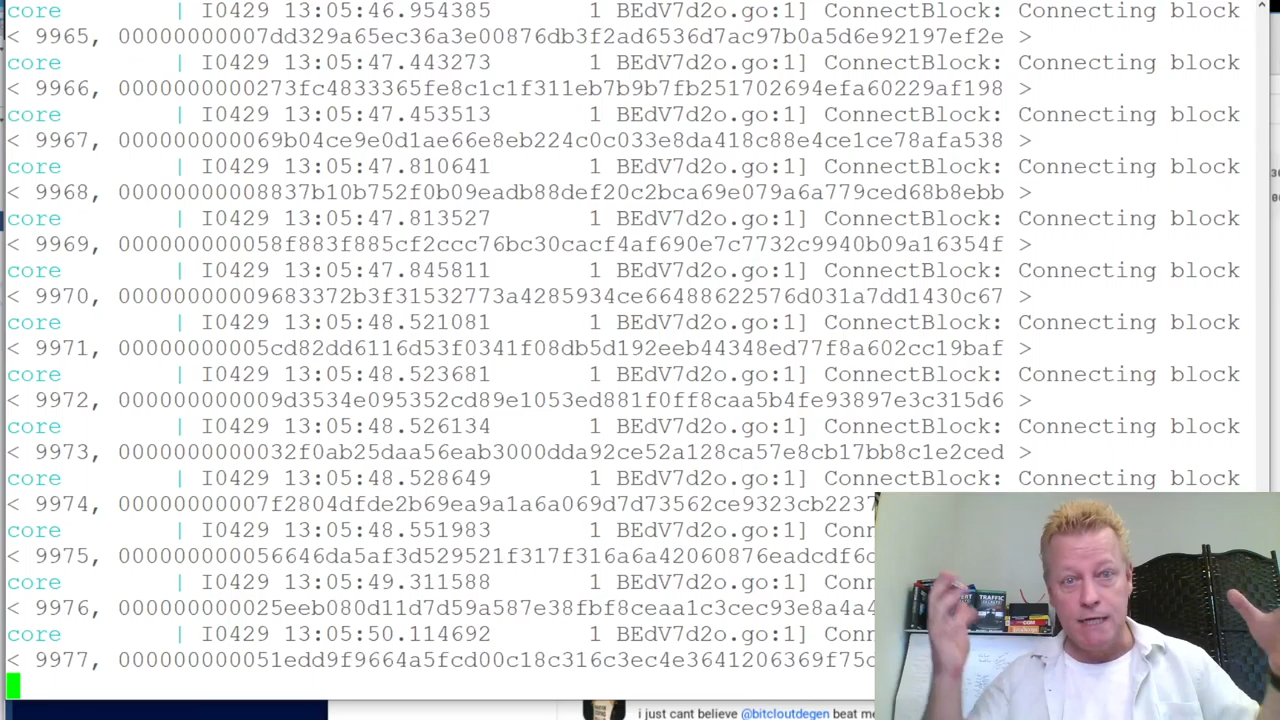 core | I0429 13:05:46.954385 1 BEdV7d2o.go:1] ConnectBlock: Connecting block
< 9965, 00000000007dd329a65ec36a3e00876db3f2ad6536d7ac97b0a5d6e92197ef2e >
core | I0429 13:05:47.443273 1 BEdV7d2o.go:1] ConnectBlock: Connecting block
< 9966, 0000000000273fc4833365fe8c1c1f311eb7b9b7fb251702694efa60229af198 >
core | I0429 13:05:47.453513 1 BEdV7d2o.go:1] ConnectBlock: Connecting block
< 9967, 000000000069b04ce9e0d1ae66e8eb224c0c033e8da418c88e4ce1ce78afa538 >
core | I0429 13:05:47.810641 1 BEdV7d2o.go:1] ConnectBlock: Connecting block
< 9968, 00000000008837b10b752f0b09eadb88def20c2bca69e079a6a779ced68b8ebb >
core | I0429 13:05:47.813527 1 BEdV7d2o.go:1] ConnectBlock: Connecting block
< 9969, 000000000058f883f885cf2ccc76bc30cacf4af690e7c7732c9940b09a16354f >
core | I0429 13:05:47.845811 1 BEdV7d2o.go:1] ConnectBlock: Connecting block
< 9970, 00000000009683372b3f31532773a4285934ce66488622576d031a7dd1430c67 >
core | I0429 13:05:48.521081 1 BEdV7d2o.go:1] ConnectBlock: Connecting block
< 9971, 00000000005cd82dd6116d53f0341f08db5d192eeb44348ed77f8a602cc19baf >
core | I0429 13:05:48.523681 1 BEdV7d2o.go:1] ConnectBlock: Connecting block
< 9972, 00000000009d3534e095352cd89e1053ed881f0ff8caa5b4fe93897e3c315d6 >
core | I0429 13:05:48.526134 1 BEdV7d2o.go:1] ConnectBlock: Connecting block
< 9973, 000000000032f0ab25daa56eab3000dda92ce52a128ca57e8cb17bb8c1e2ced >
core | I0429 13:05:48.528649 1 BEdV7d2o.go:1] ConnectBlock: Connecting block
< 9974, 00000000007f2804dfde2b69ea9a1a6a069d7d73562ce9323cb2237
core | I0429 13:05:48.551983 1 BEdV7d2o.go:1] Conn
< 9975, 000000000056646da5af3d529521f317f316a6a42060876eadcdf6
core | I0429 13:05:49.311588 1 BEdV7d2o.go:1] Conn
< 9976,
core | I0429 13:05:50.114692 1 BEdV7d2o.go:1] Conn
< 9977,
TRAFFIC
i just cant believe @bitcloutdegen beat me